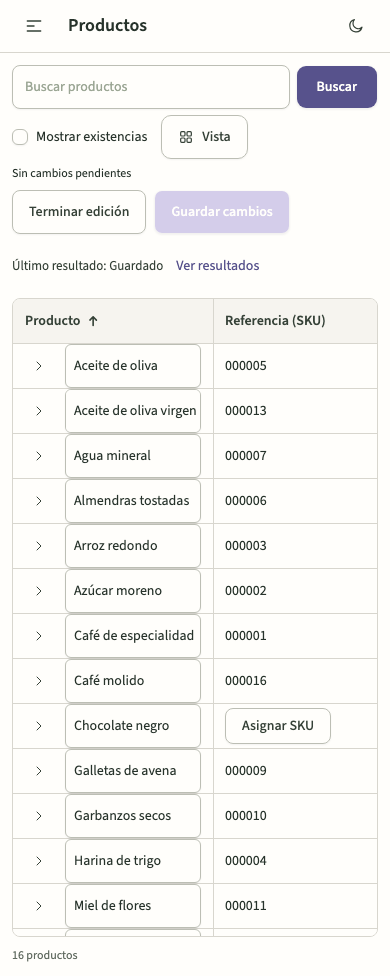 Productos
Buscar productos
Buscar
Mostrar existencias
Vista
Sin cambios pendientes
Terminar edición
Guardar cambios
Último resultado: Guardado Ver resultados
Producto Referencia (SKU)
Aceite de oliva 000005
Aceite de oliva virgen 000013
Agua mineral 000007
Almendras tostadas 000006
Arroz redondo 000003
Azúcar moreno 000002
Café de especialidad 000001
Café molido 000016
Chocolate negro Asignar SKU
Galletas de avena 000009
Garbanzos secos 000010
Harina de trigo 000004
Miel de flores 000011
16 productos